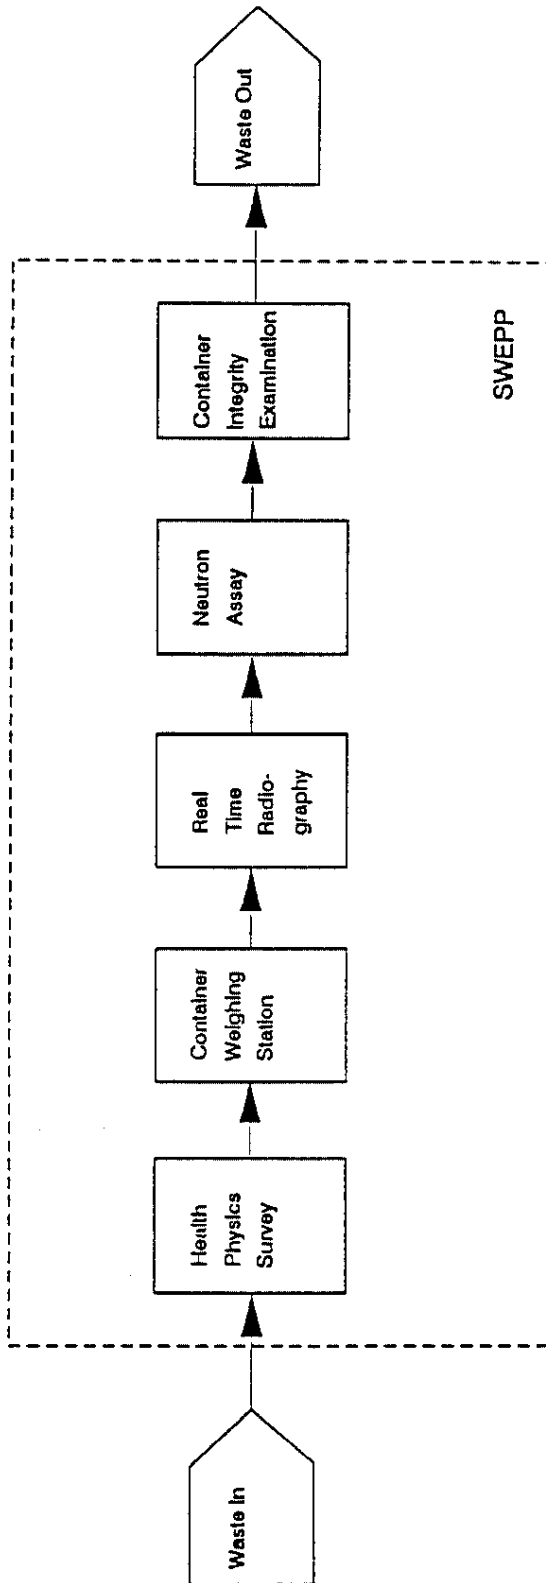 Waste In
Health
Physics
Survey
Container
Weighing
Station
Real
Time
Radio-
graphy
Neutron
Assay
Container
Integrity
Examination
Waste Out
SWEPP